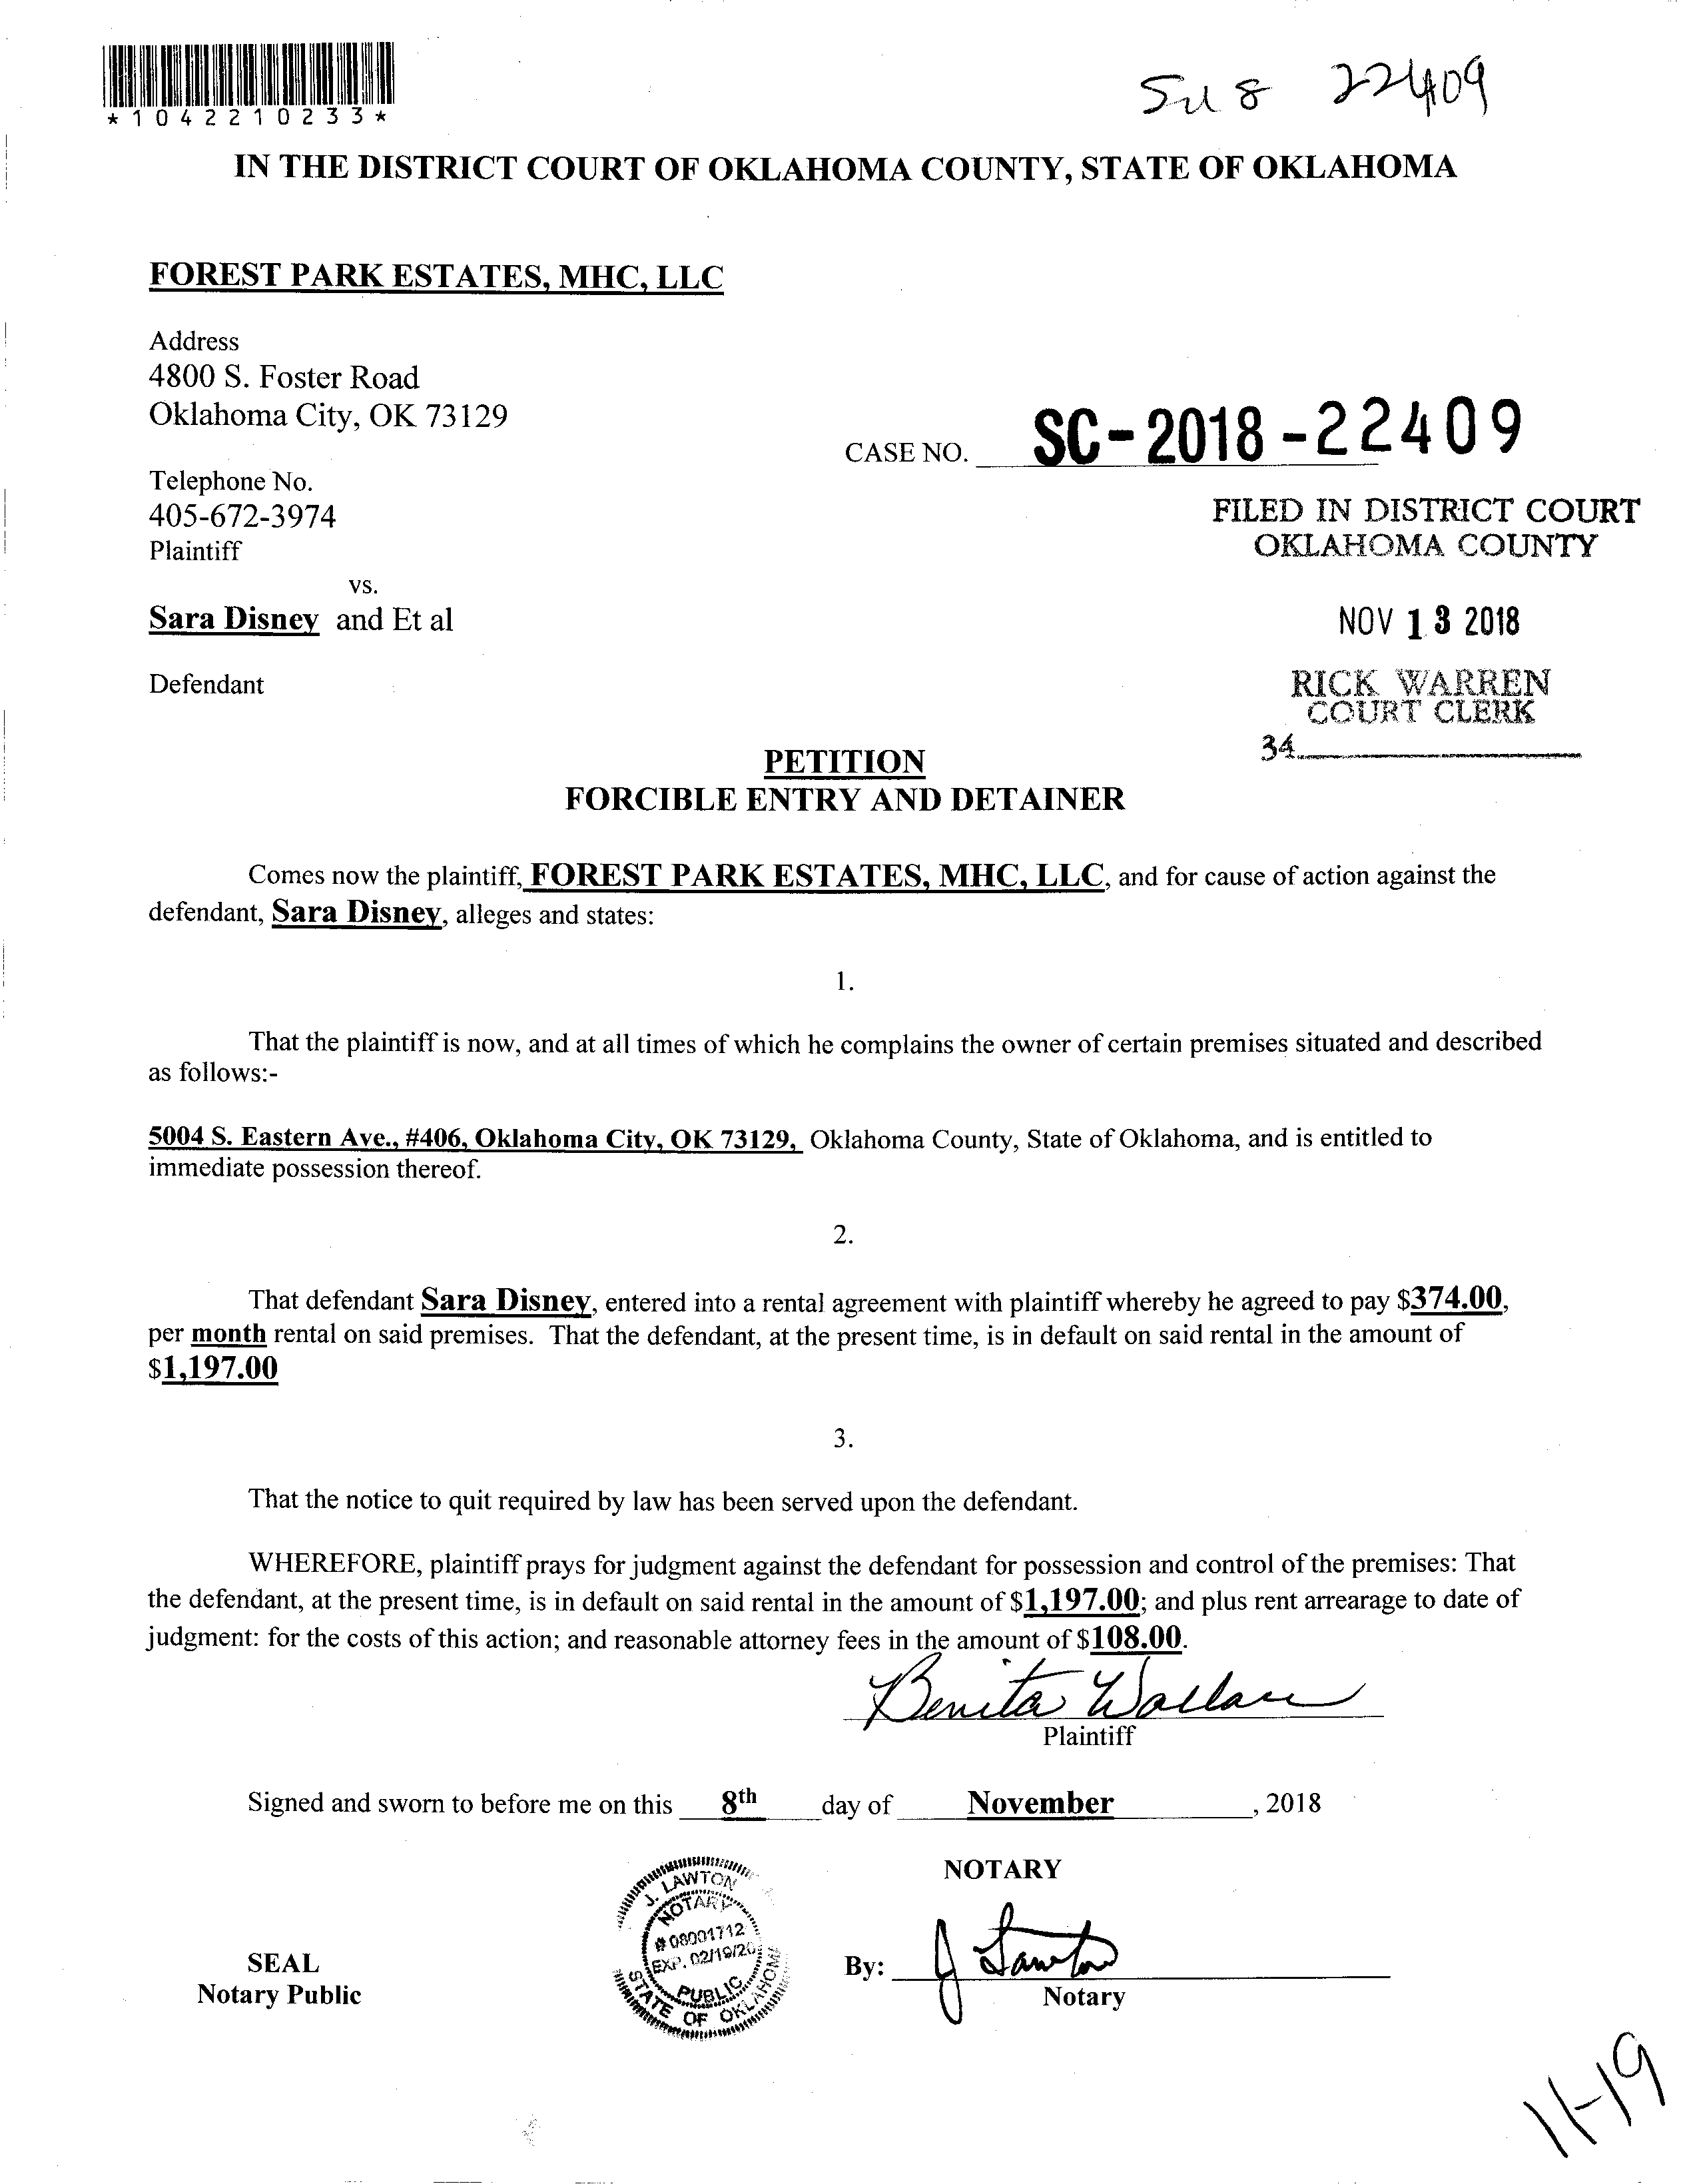 *1042210233*
22409
IN THE DISTRICT COURT OF OKLAHOMA COUNTY, STATE OF OKLAHOMA
FOREST PARK ESTATES, MHC, LLC
Address
4800 S. Foster Road
Oklahoma City, OK 73129
CASE NO. SC-2018-22409
Telephone No.
405-672-3974
Plaintiff
FILED IN DISTRICT COURT
OKLAHOMA COUNTY
vs.
Sara Disney and Et al
NOV 13 2018
Defendant
RICK WARREN
COURT CLERK
34
PETITION
FORCIBLE ENTRY AND DETAINER
Comes now the plaintiff, FOREST PARK ESTATES, MHC, LLC, and for cause of action against the
defendant, Sara Disney, alleges and states:
1.
That the plaintiff is now, and at all times of which he complains the owner of certain premises situated and described
as follows:-
5004 S. Eastern Ave., #406, Oklahoma City, OK 73129, Oklahoma County, State of Oklahoma, and is entitled to
immediate possession thereof.
2.
That defendant Sara Disney, entered into a rental agreement with plaintiff whereby he agreed to pay $374.00,
per month rental on said premises. That the defendant, at the present time, is in default on said rental in the amount of
$1,197.00
3.
That the notice to quit required by law has been served upon the defendant.
WHEREFORE, plaintiff prays for judgment against the defendant for possession and control of the premises: That
the defendant, at the present time, is in default on said rental in the amount of $1,197.00; and plus rent arrearage to date of
judgment: for the costs of this action; and reasonable attorney fees in the amount of $108.00.
Benita Wallace
Plaintiff
Signed and sworn to before me on this 8th day of November, 2018
NOTARY
J. LAWTON
NOTARY
# 08001712
EXP. 02/19/20
PUBLIC
STATE OF OKLAHOMA
SEAL
Notary Public
By: J Lawton
Notary
11-19